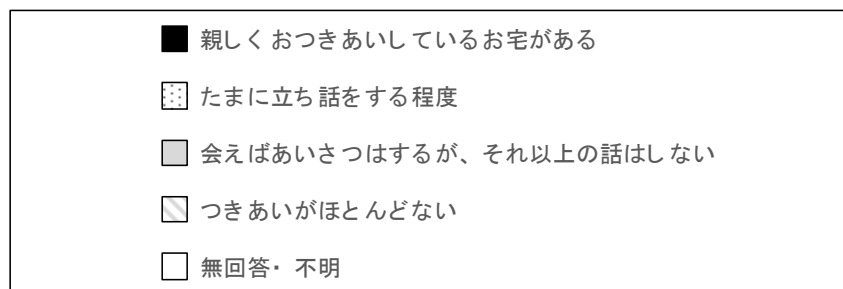 親しくおつきあいしているお宅がある
たまに立ち話をする程度
会えばあいさつはするが、それ以上の話はしない
つきあいがほとんどない
無回答・不明